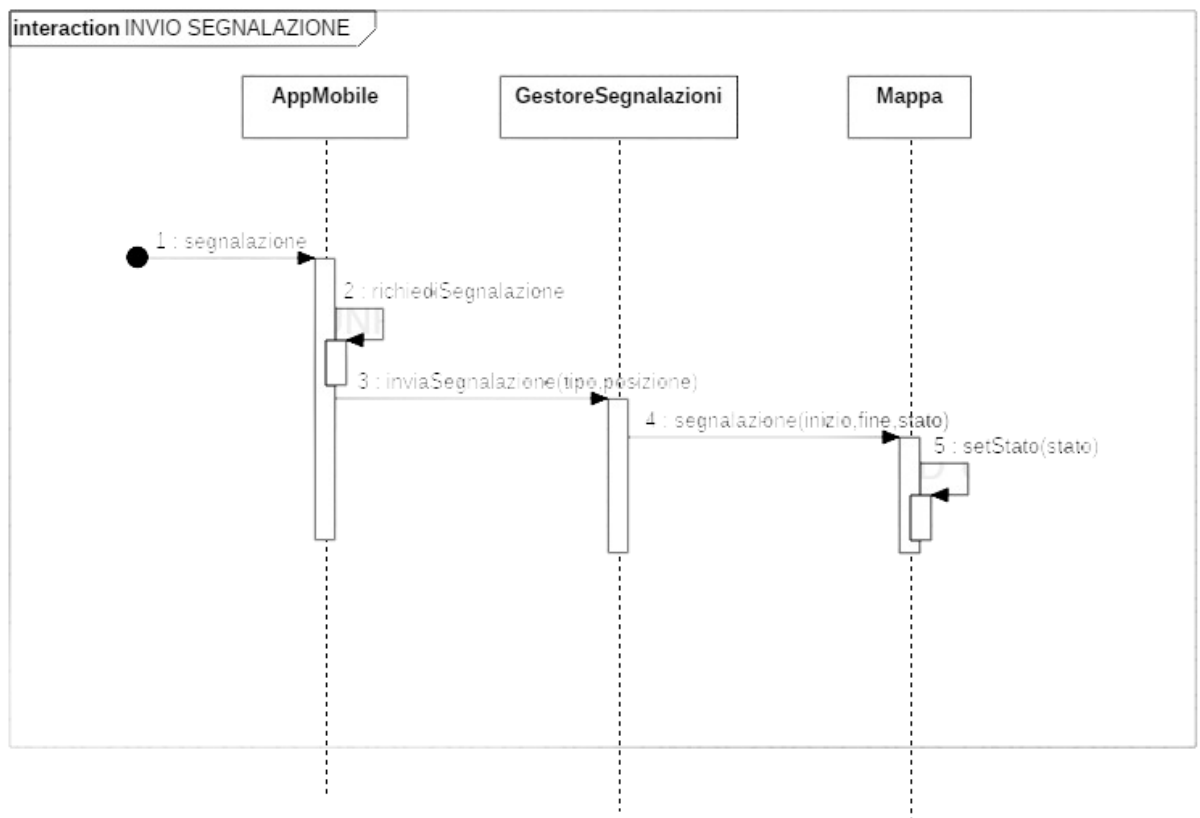 interaction INVIO SEGNALAZIONE
AppMobile
GestoreSegnalazioni
Mappa
1 : segnalazione
2 : richiediSegnalazione
3 : inviaSegnalazione(tipo,posizione)
4 : segnalazione(inizio,fine,stato)
5 : setStato(stato)